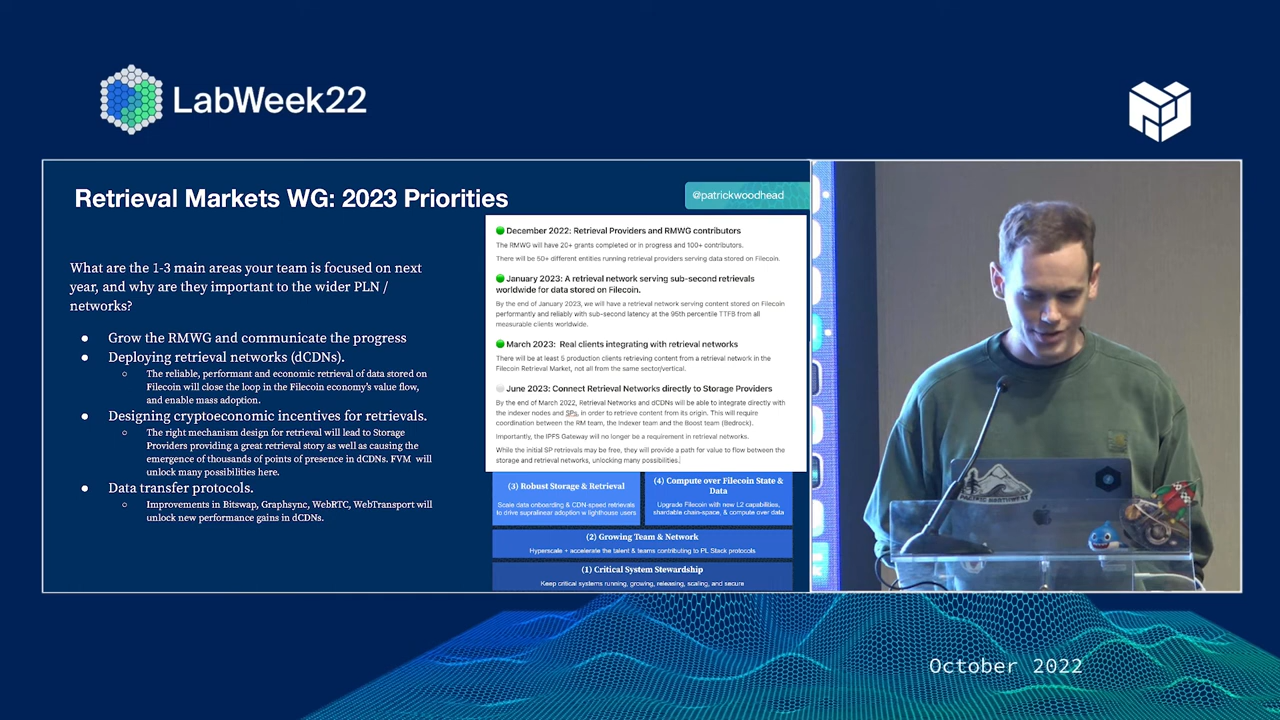 LabWeek22
Retrieval Markets WG: 2023 Priorities
@patrickwoodhead
What are the 1-3 main areas your team is focused on next
year, and why are they important to the wider PLN /
networks?
● Grow the RMWG and communicate the progress
● Deploying retrieval networks (dCDNs).
The reliable, performant and economic retrieval of data stored on
Filecoin will close the loop in the Filecoin economy's value flow,
and enable mass adoption.
● Designing cryptoeconomic incentives for retrievals.
The right mechanism design for retrieval will lead to Storage
Providers providing a great retrieval story as well as causing the
emergence of thousands of points of presence in dCDNs. FVM will
unlock many possibilities here.
● Data transfer protocols.
○ Improvements in Bitswap, Graphsync, WebRTC, WebTransport will
unlock new performance gains in dCDNs.
December 2022: Retrieval Providers and RMWG contributors
The RMWG will have 20+ grants completed or in progress and 100+ contributors.
There will be 50+ different entities running retrieval providers serving data stored on Filecoin.
January 2023: A retrieval network serving sub-second retrievals
worldwide for data stored on Filecoin.
By the end of January 2023, we will have a retrieval network serving content stored on Filecoin
performantly and reliably with sub-second latency at the 95th percentile TTFB from all
measurable clients worldwide.
March 2023: Real clients integrating with retrieval networks
There will be at least 5 production clients retrieving content from a retrieval network in the
Filecoin Retrieval Market, not all from the same sector/vertical.
June 2023: Connect Retrieval Networks directly to Storage Providers
By the end of March 2022, Retrieval Networks and dCDNs will be able to integrate directly with
the indexer nodes and SPs, in order to retrieve content from its origin. This will require
coordination between the RM team, the Indexer team and the Boost team (Bedrock).
Importantly, the IPFS Gateway will no longer be a requirement in retrieval networks.
While the initial SP retrievals may be free, they will provide a path for value to flow between the
storage and retrieval networks, unlocking many possibilities.
(3) Robust Storage & Retrieval
Scale data onboarding & CDN-speed retrievals
to drive supralinear adoption w lighthouse users
(4) Compute over Filecoin State &
Data
Upgrade Filecoin with new L2 capabilities,
shardable chain-space, & compute over data
(2) Growing Team & Network
Hyperscale + accelerate the talent & teams contributing to PL Stack protocols
(1) Critical System Stewardship
Keep critical systems running, growing, releasing, scaling, and secure
PACIFIC NORTHWEST
October 2022